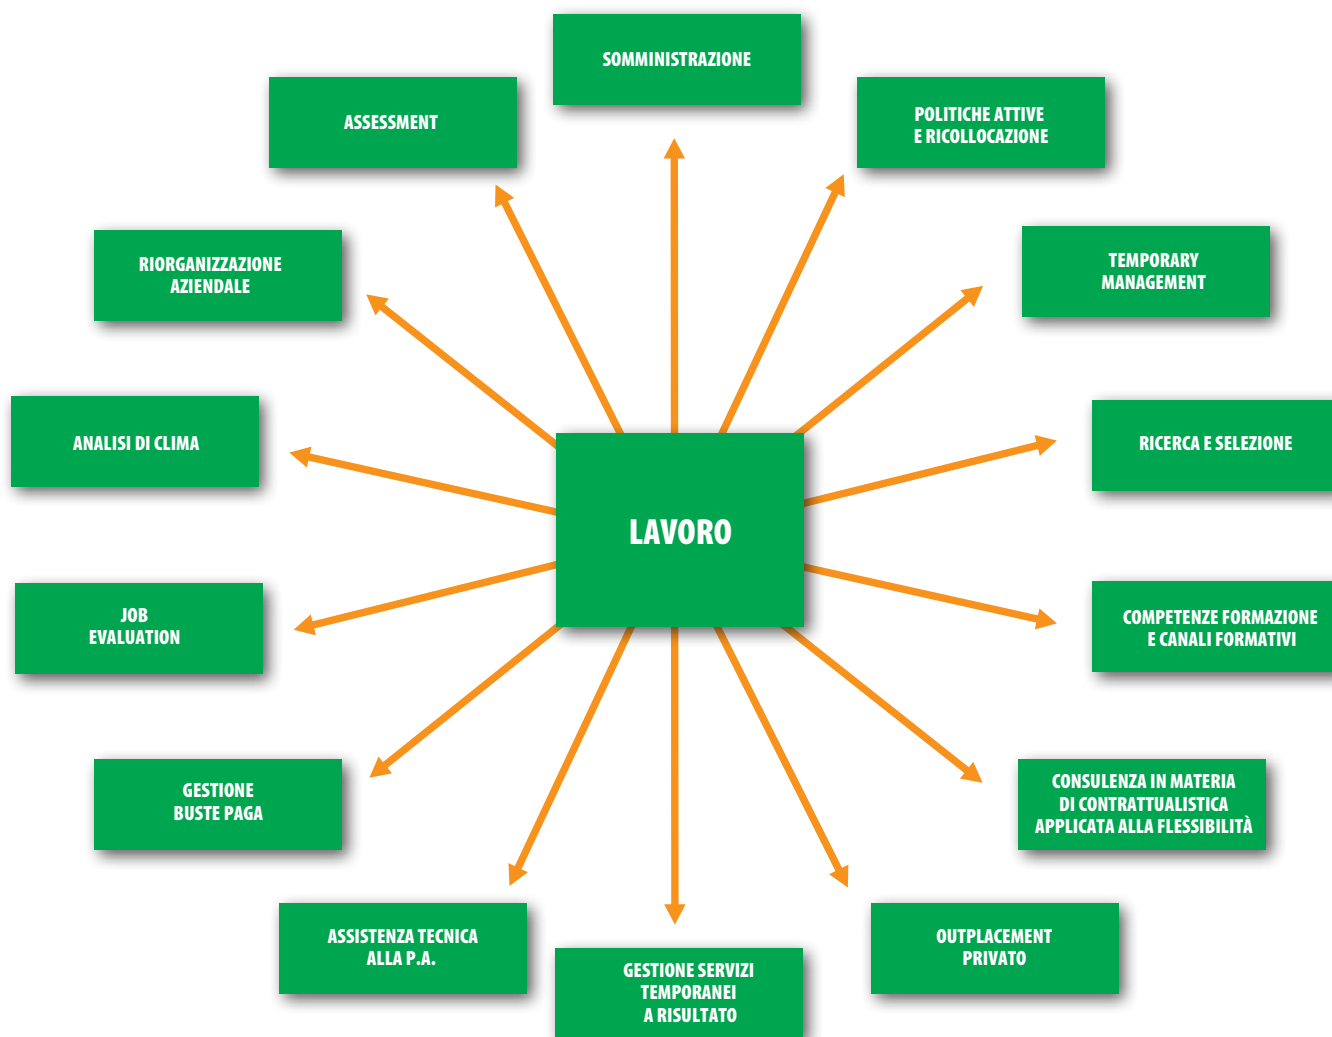 SOMMINISTRAZIONE
ASSESSMENT
POLITICHE ATTIVE
E RICOLLOCAZIONE
RIORGANIZZAZIONE
AZIENDALE
TEMPORARY
MANAGEMENT
ANALISI DI CLIMA
RICERCA E SELEZIONE
LAVORO
JOB
EVALUATION
COMPETENZE FORMAZIONE
E CANALI FORMATIVI
GESTIONE
BUSTE PAGA
CONSULENZA IN MATERIA
DI CONTRATTUALISTICA
APPLICATA ALLA FLESSIBILITÀ
ASSISTENZA TECNICA
ALLA P.A.
OUTPLACEMENT
PRIVATO
GESTIONE SERVIZI
TEMPORANEI
A RISULTATO